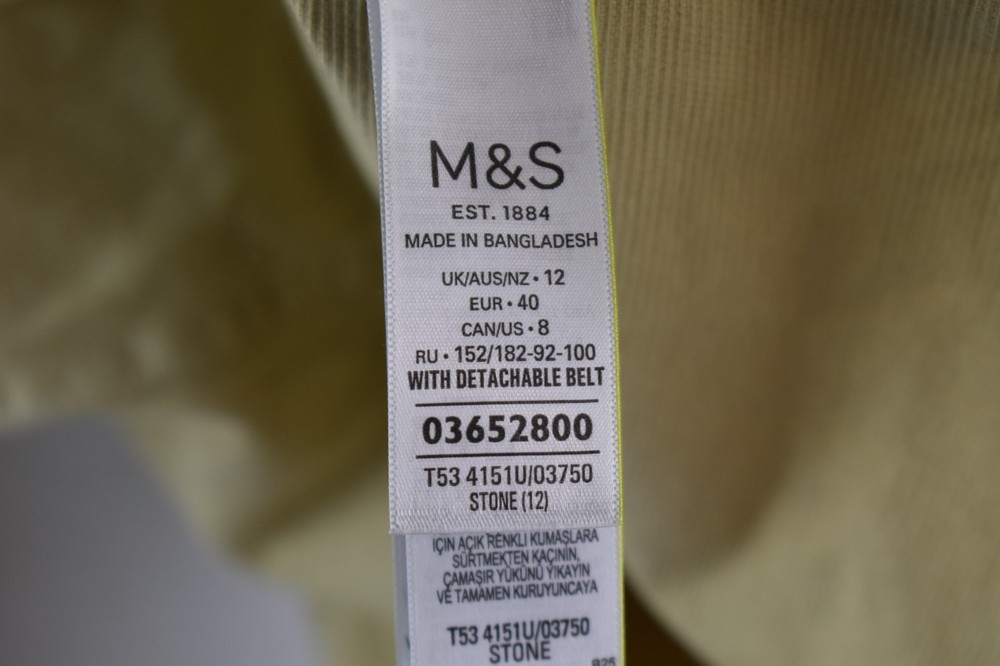 M&S
EST. 1884
MADE IN BANGLADESH
UK/AUS/NZ • 12
EUR • 40
CAN/US • 8
RU • 152/182-92-100
WITH DETACHABLE BELT
03652800
T53 4151U/03750
STONE (12)
İÇİN AÇIK RENKLİ KUMAŞLARA
SÜRTMEKTEN KAÇININ,
ÇAMAŞIR YÜKÜNÜ YIKAYIN
VE TAMAMEN KURUYUNCAYA
T53 4151U/03750
STONE